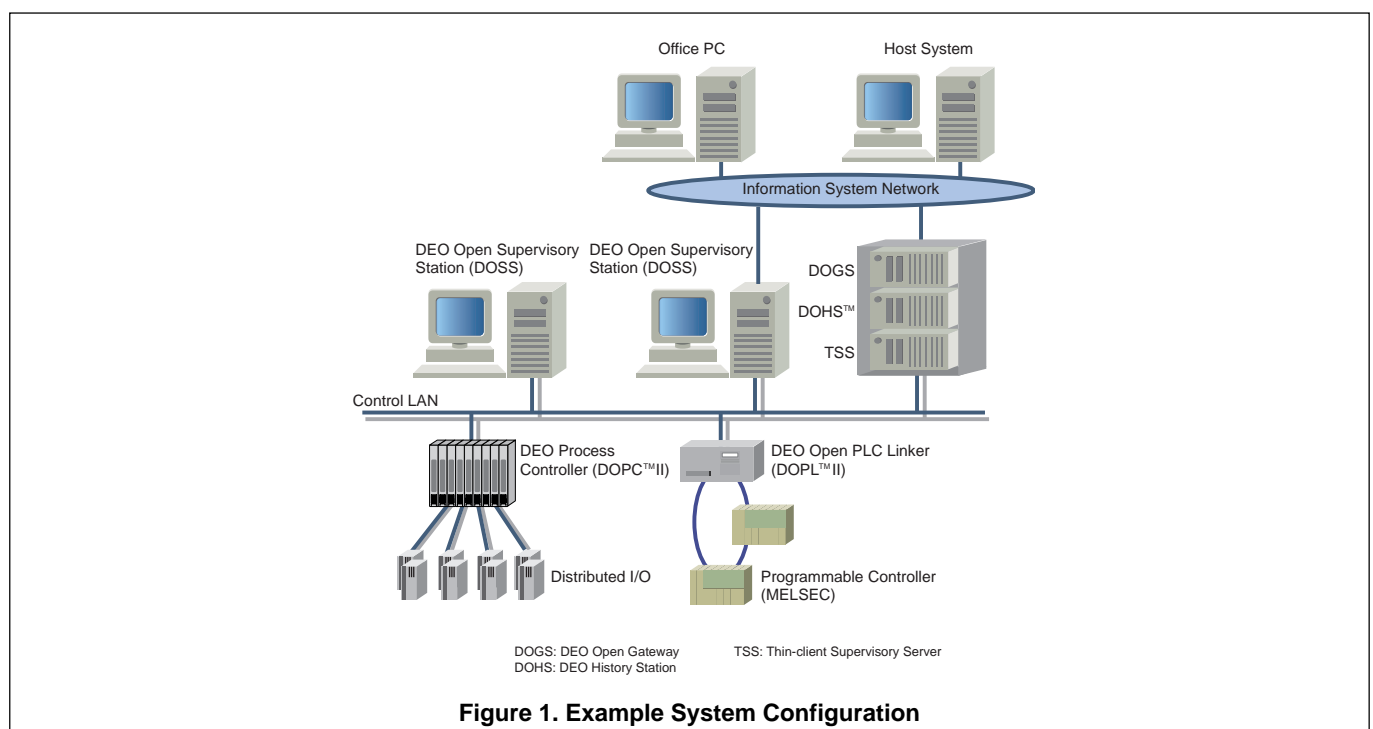 Office PC
Host System
Information System Network
DEO Open Supervisory
Station (DOSS)
DEO Open Supervisory
Station (DOSS)
DOGS
DOHS™
TSS
Control LAN
DEO Process
Controller (DOPC™II)
DEO Open PLC Linker
(DOPL™II)
Distributed I/O
Programmable Controller
(MELSEC)
DOGS: DEO Open Gateway
DOHS: DEO History Station
TSS: Thin-client Supervisory Server
Figure 1. Example System Configuration